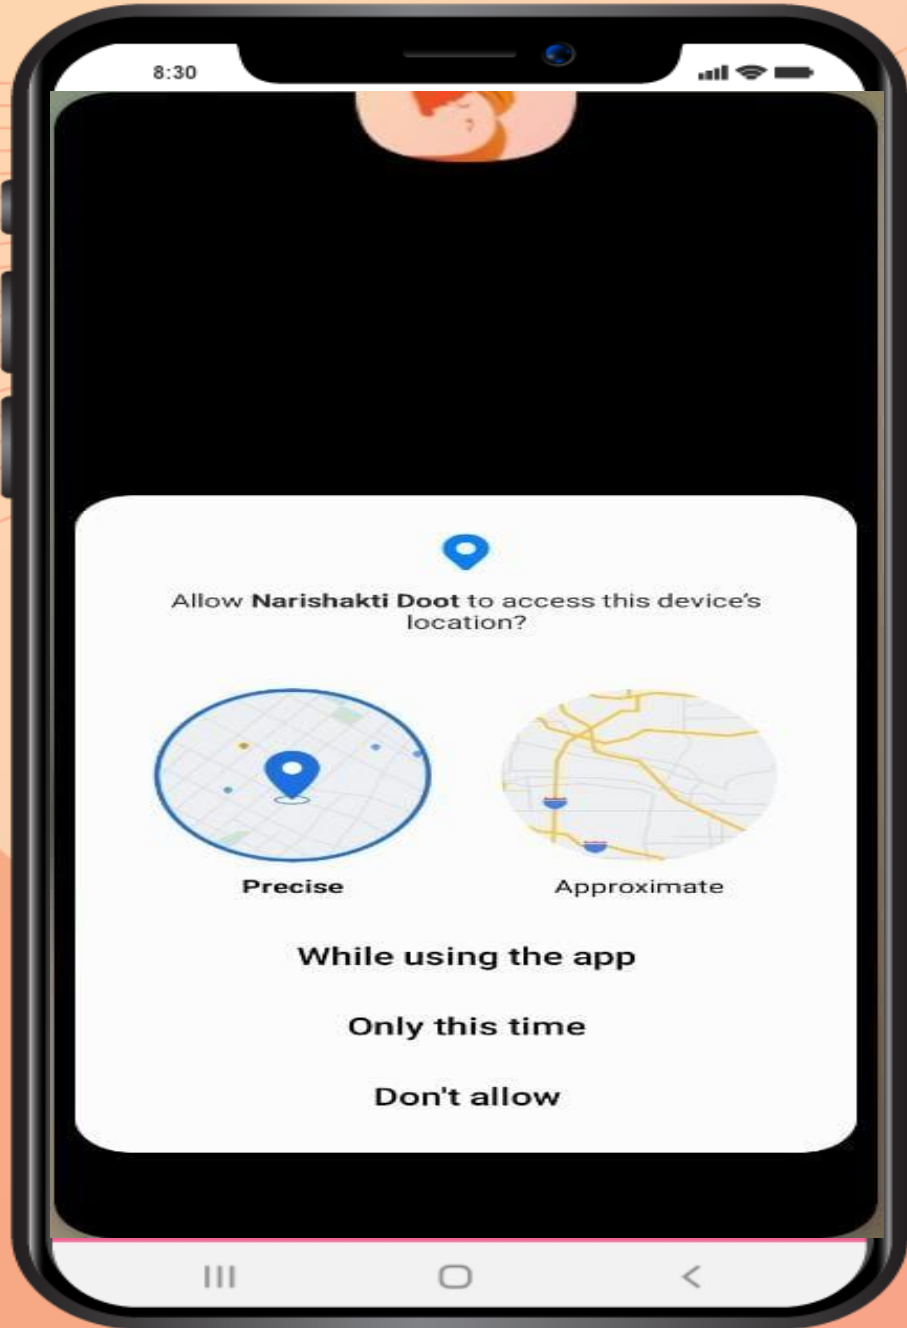 8:30
Allow Narishakti Doot to access this device's
location?
Precise
Approximate
While using the app
Only this time
Don't allow